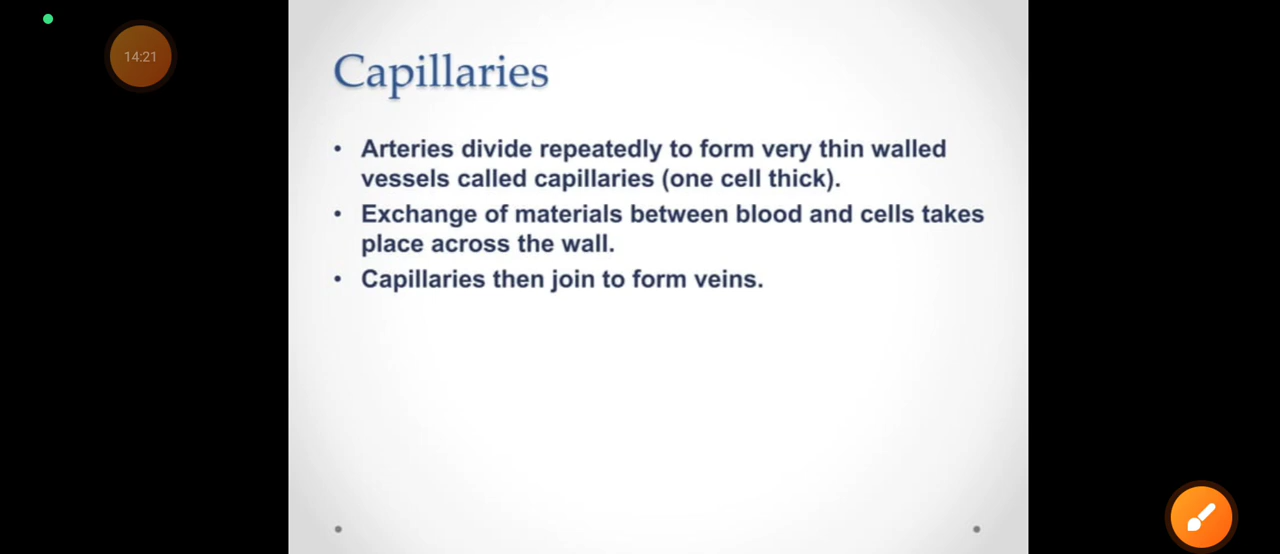 14:21
Capillaries
• Arteries divide repeatedly to form very thin walled
vessels called capillaries (one cell thick).
• Exchange of materials between blood and cells takes
place across the wall.
• Capillaries then join to form veins.